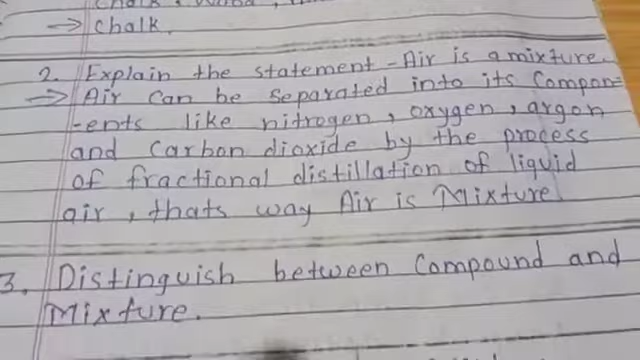 → Chalk.
2. Explain the statement - Air is a mixture.
→ Air can be separated into its compon-
-ents like nitrogen, oxygen, argon
and carbon dioxide by the process
of fractional distillation of liquid
air, thats way Air is Mixture
3. Distinguish between Compound and
Mixture.